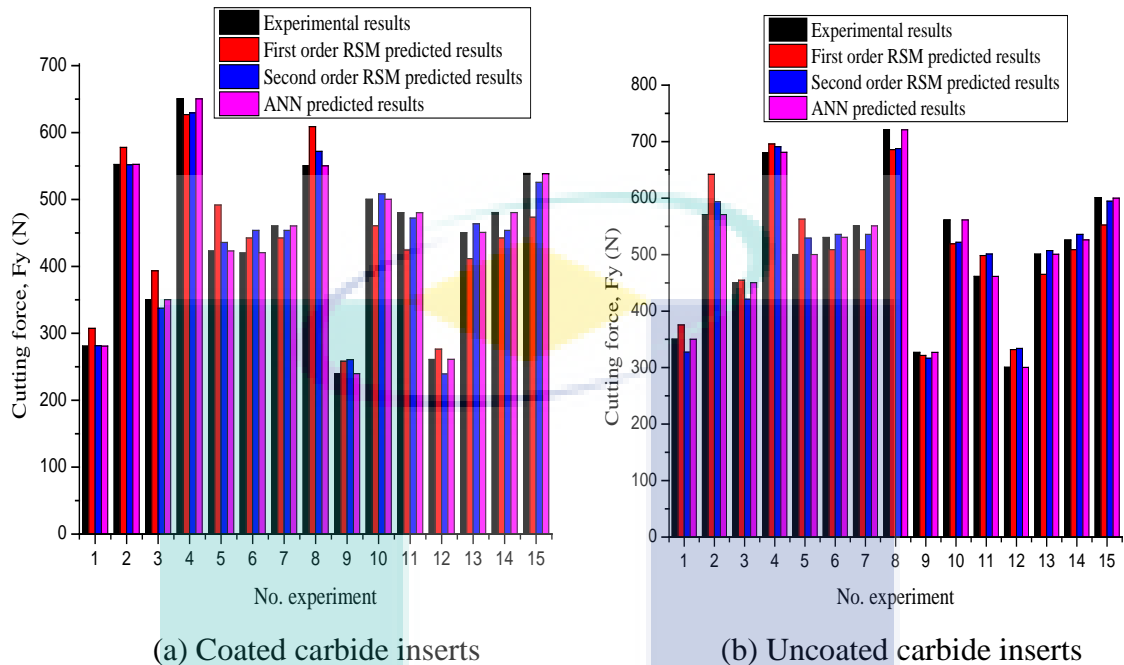 Experimental results
First order RSM predicted results
Second order RSM predicted results
ANN predicted results
700
600
500
400
300
200
100
0
Cutting force, Fy (N)
1 2 3 4 5 6 7 8 9 10 11 12 13 14 15
No. experiment
(a) Coated carbide inserts
Experimental results
First order RSM predicted results
Second order RSM predicted results
ANN predicted results
800
700
600
500
400
300
200
100
0
Cutting force, Fy (N)
1 2 3 4 5 6 7 8 9 10 11 12 13 14 15
No. experiment
(b) Uncoated carbide inserts